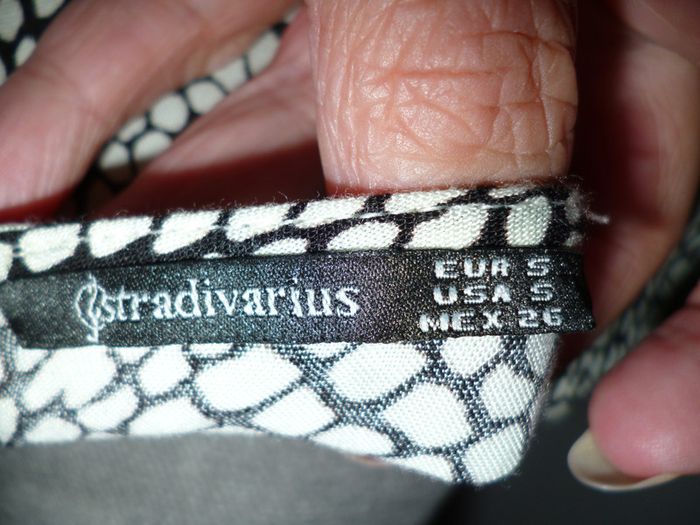 stradivarius
EUR S
USA S
MEX 26